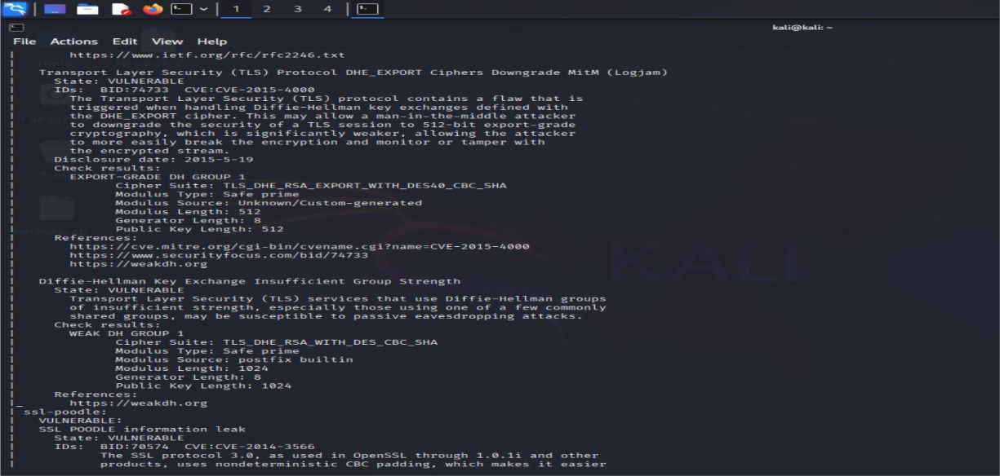 1 2 3 4
kali@kali: ~
File Actions Edit View Help
| https://www.ietf.org/rfc/rfc2246.txt
|
| Transport Layer Security (TLS) Protocol DHE_EXPORT Ciphers Downgrade MitM (Logjam)
| State: VULNERABLE
| IDs: BID:74733 CVE:CVE-2015-4000
| The Transport Layer Security (TLS) protocol contains a flaw that is
| triggered when handling Diffie-Hellman key exchanges defined with
| the DHE_EXPORT cipher. This may allow a man-in-the-middle attacker
| to downgrade the security of a TLS session to 512-bit export-grade
| cryptography, which is significantly weaker, allowing the attacker
| to more easily break the encryption and monitor or tamper with
| the encrypted stream.
| Disclosure date: 2015-5-19
| Check results:
| EXPORT-GRADE DH GROUP 1
| Cipher Suite: TLS_DHE_RSA_EXPORT_WITH_DES40_CBC_SHA
| Modulus Type: Safe prime
| Modulus Source: Unknown/Custom-generated
| Modulus Length: 512
| Generator Length: 8
| Public Key Length: 512
| References:
| https://cve.mitre.org/cgi-bin/cvename.cgi?name=CVE-2015-4000
| https://www.securityfocus.com/bid/74733
| https://weakdh.org
|
| Diffie-Hellman Key Exchange Insufficient Group Strength
| State: VULNERABLE
| Transport Layer Security (TLS) services that use Diffie-Hellman groups
| of insufficient strength, especially those using one of a few commonly
| shared groups, may be susceptible to passive eavesdropping attacks.
| Check results:
| WEAK DH GROUP 1
| Cipher Suite: TLS_DHE_RSA_WITH_DES_CBC_SHA
| Modulus Type: Safe prime
| Modulus Source: postfix builtin
| Modulus Length: 1024
| Generator Length: 8
| Public Key Length: 1024
| References:
|_ https://weakdh.org
| ssl-poodle:
| VULNERABLE:
| SSL POODLE information leak
| State: VULNERABLE
| IDs: BID:70574 CVE:CVE-2014-3566
| The SSL protocol 3.0, as used in OpenSSL through 1.0.1i and other
| products, uses nondeterministic CBC padding, which makes it easier
KALI